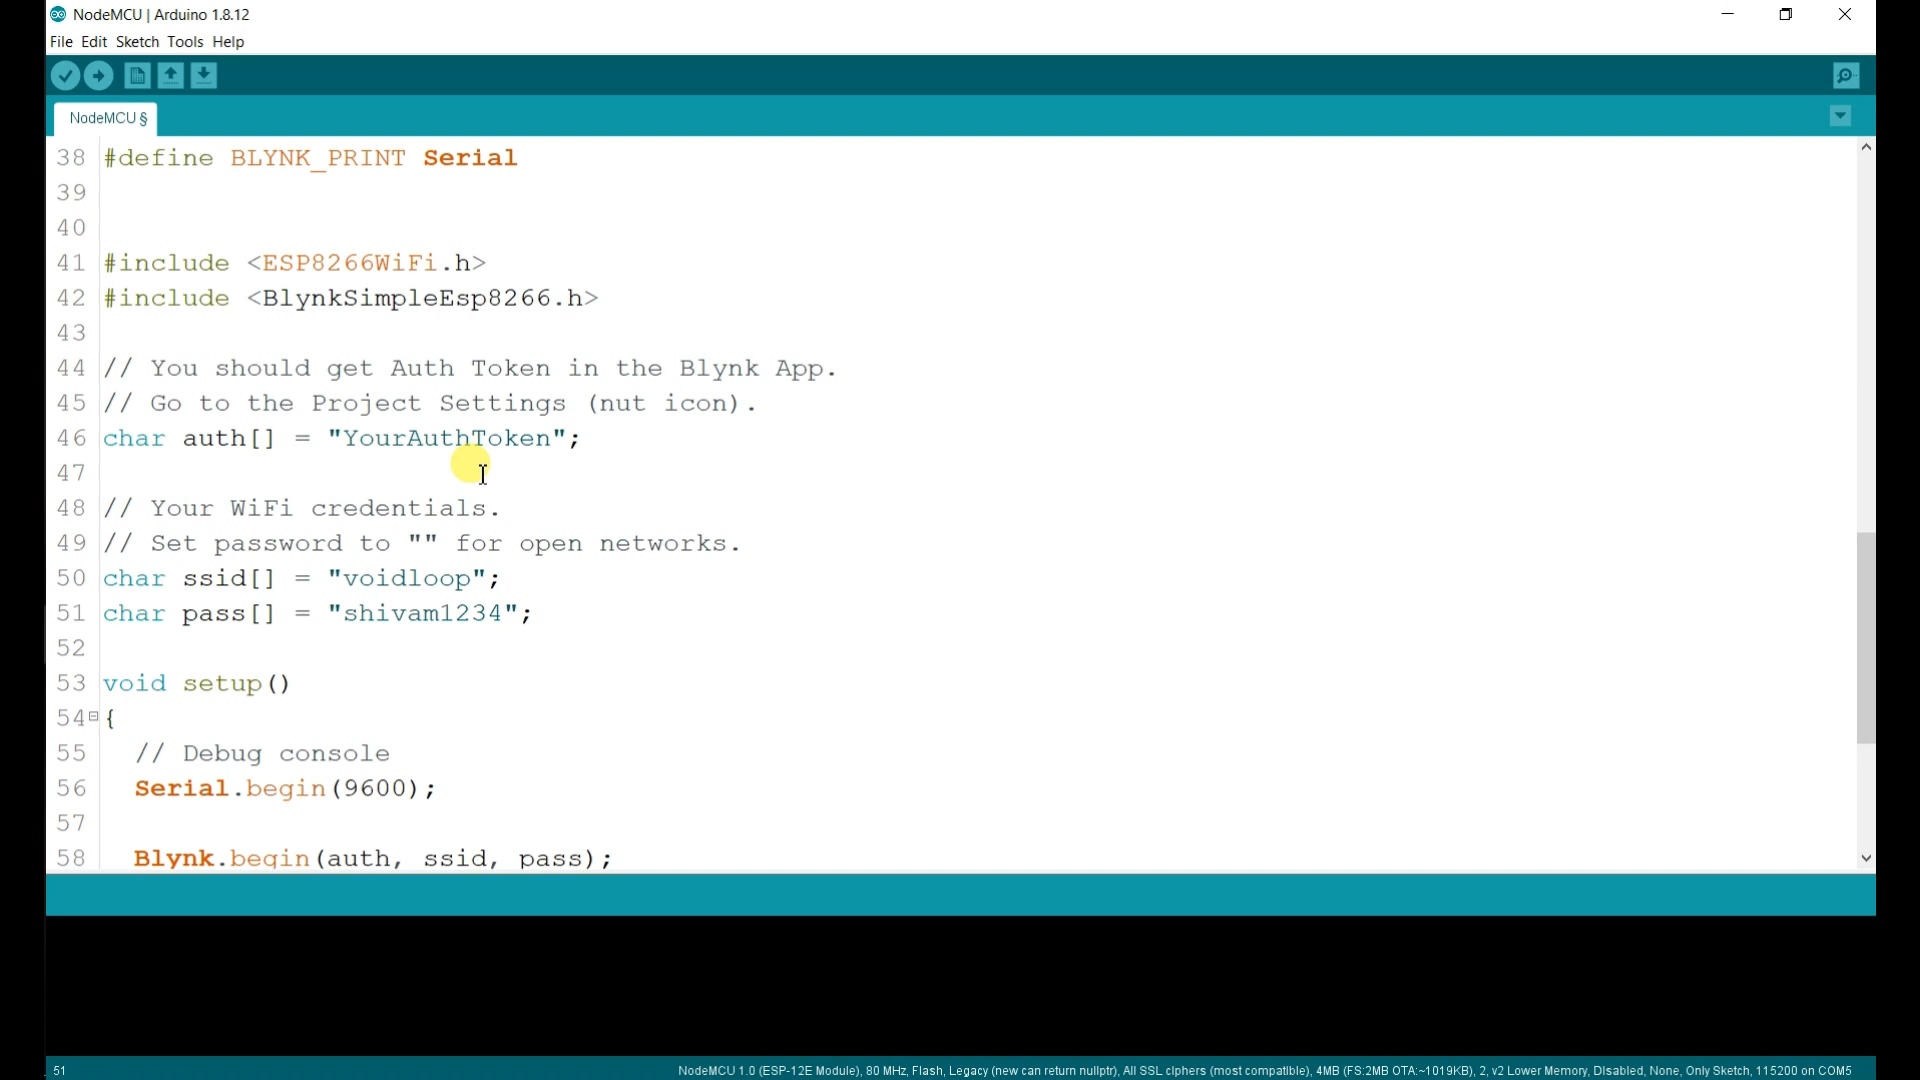 NodeMCU | Arduino 1.8.12
File Edit Sketch Tools Help
NodeMCU §
38 #define BLYNK_PRINT Serial
39
40
41 #include <ESP8266WiFi.h>
42 #include <BlynkSimpleEsp8266.h>
43
44 // You should get Auth Token in the Blynk App.
45 // Go to the Project Settings (nut icon).
46 char auth[] = "YourAuthToken";
47
48 // Your WiFi credentials.
49 // Set password to "" for open networks.
50 char ssid[] = "voidloop";
51 char pass[] = "shivam1234";
52
53 void setup()
54 {
55 // Debug console
56 Serial.begin(9600);
57
58 Blynk.begin(auth, ssid, pass);
51 NodeMCU 1.0 (ESP-12E Module), 80 MHz, Flash, Legacy (new can return nullptr), All SSL ciphers (most compatible), 4MB (FS:2MB OTA:~1019KB), 2, v2 Lower Memory, Disabled, None, Only Sketch, 115200 on COM5